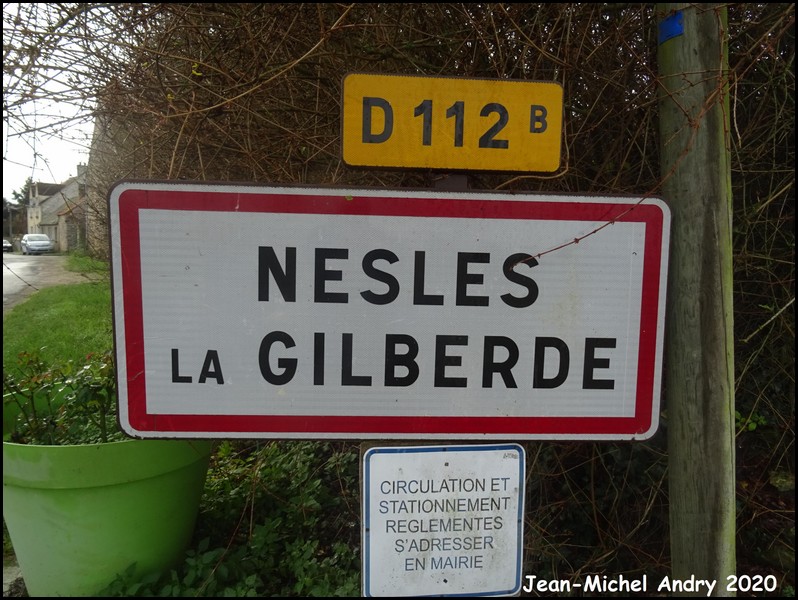 D 112 B
NESLES
LA GILBERDE
CIRCULATION ET
STATIONNEMENT
REGLEMENTES
S'ADRESSER
EN MAIRIE
Jean-Michel Andry 2020